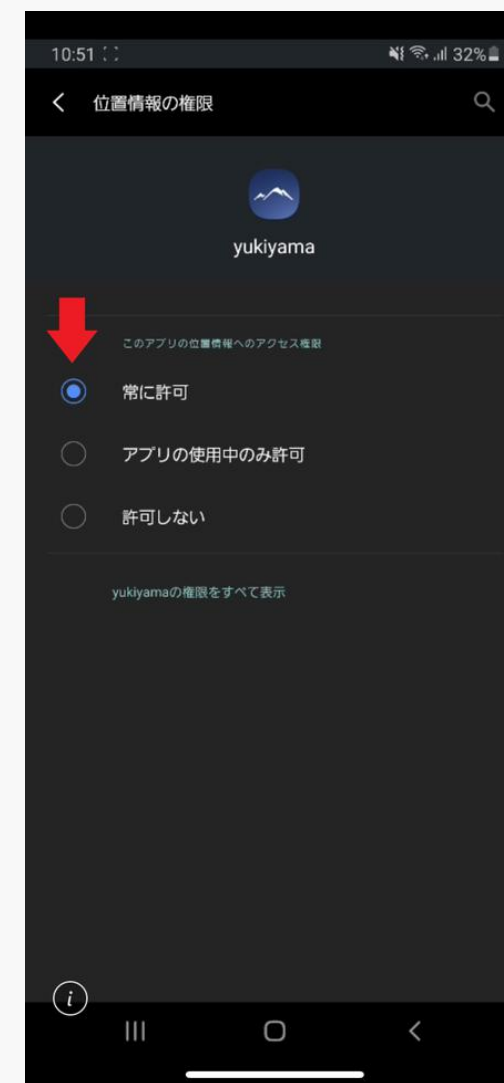 10:51 32%
位置情報の権限
yukiyama
このアプリの位置情報へのアクセス権限
常に許可
アプリの使用中のみ許可
許可しない
yukiyamaの権限をすべて表示
i